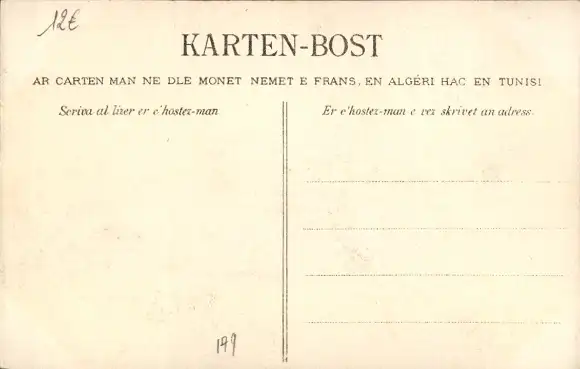 12€
KARTEN-BOST
AR CARTEN MAN NE DLE MONET NEMET E FRANS, EN ALGÉRI HAC EN TUNISI
Scriva al lizer er c'hostez-man
Er c'hostez-man e vez skrivet an adress.
199